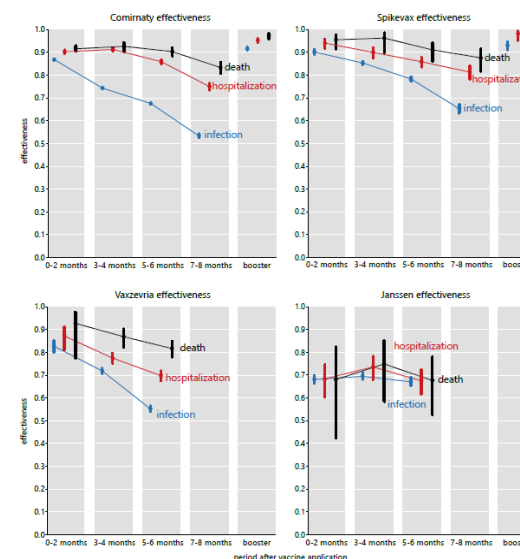 Comirnaty effectiveness
1.0
0.9
0.8
0.7
0.6
0.5
0.4
0.3
0.2
0.1
0.0
effectiveness
death
hospitalization
infection
0-2 months 3-4 months 5-6 months 7-8 months booster
Spikevax effectiveness
1.0
0.9
0.8
0.7
0.6
0.5
0.4
0.3
0.2
0.1
0.0
death
hospitalization
infection
0-2 months 3-4 months 5-6 months 7-8 months booster
Vaxzevria effectiveness
1.0
0.9
0.8
0.7
0.6
0.5
0.4
0.3
0.2
0.1
0.0
effectiveness
death
hospitalization
infection
0-2 months 3-4 months 5-6 months 7-8 months booster
Janssen effectiveness
1.0
0.9
0.8
0.7
0.6
0.5
0.4
0.3
0.2
0.1
0.0
hospitalization
death
infection
0-2 months 3-4 months 5-6 months 7-8 months booster
period after vaccine application